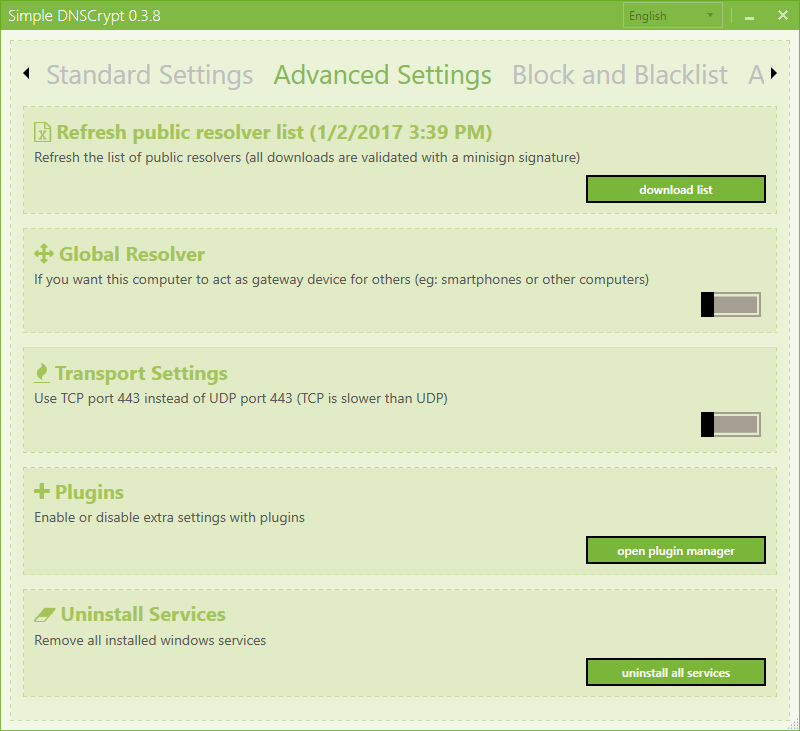 Simple DNSCrypt 0.3.8
English
Standard Settings Advanced Settings Block and Blacklist A
Refresh public resolver list (1/2/2017 3:39 PM)
Refresh the list of public resolvers (all downloads are validated with a minisign signature)
download list
Global Resolver
If you want this computer to act as gateway device for others (eg: smartphones or other computers)
Transport Settings
Use TCP port 443 instead of UDP port 443 (TCP is slower than UDP)
Plugins
Enable or disable extra settings with plugins
open plugin manager
Uninstall Services
Remove all installed windows services
uninstall all services